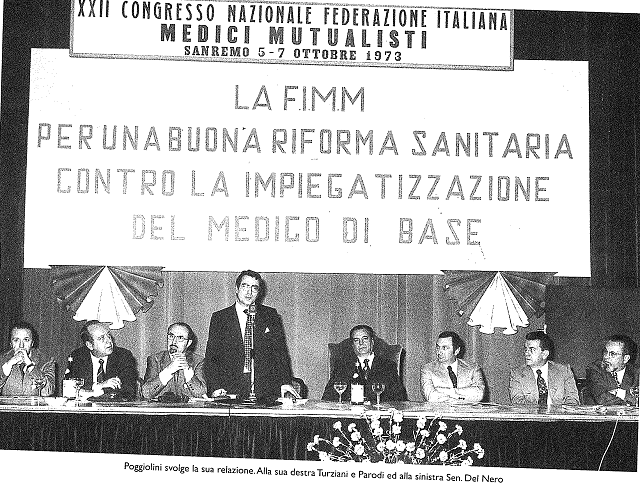 XXII CONGRESSO NAZIONALE FEDERAZIONE ITALIANA
MEDICI MUTUALISTI
SANREMO 5-7 OTTOBRE 1973
LA F.I.M.M
PER UNA BUONA RIFORMA SANITARIA
CONTRO LA IMPIEGATIZZAZIONE
DEL MEDICO DI BASE
Poggiolini svolge la sua relazione. Alla sua destra Turziani e Parodi ed alla sinistra Sen. Del Nero